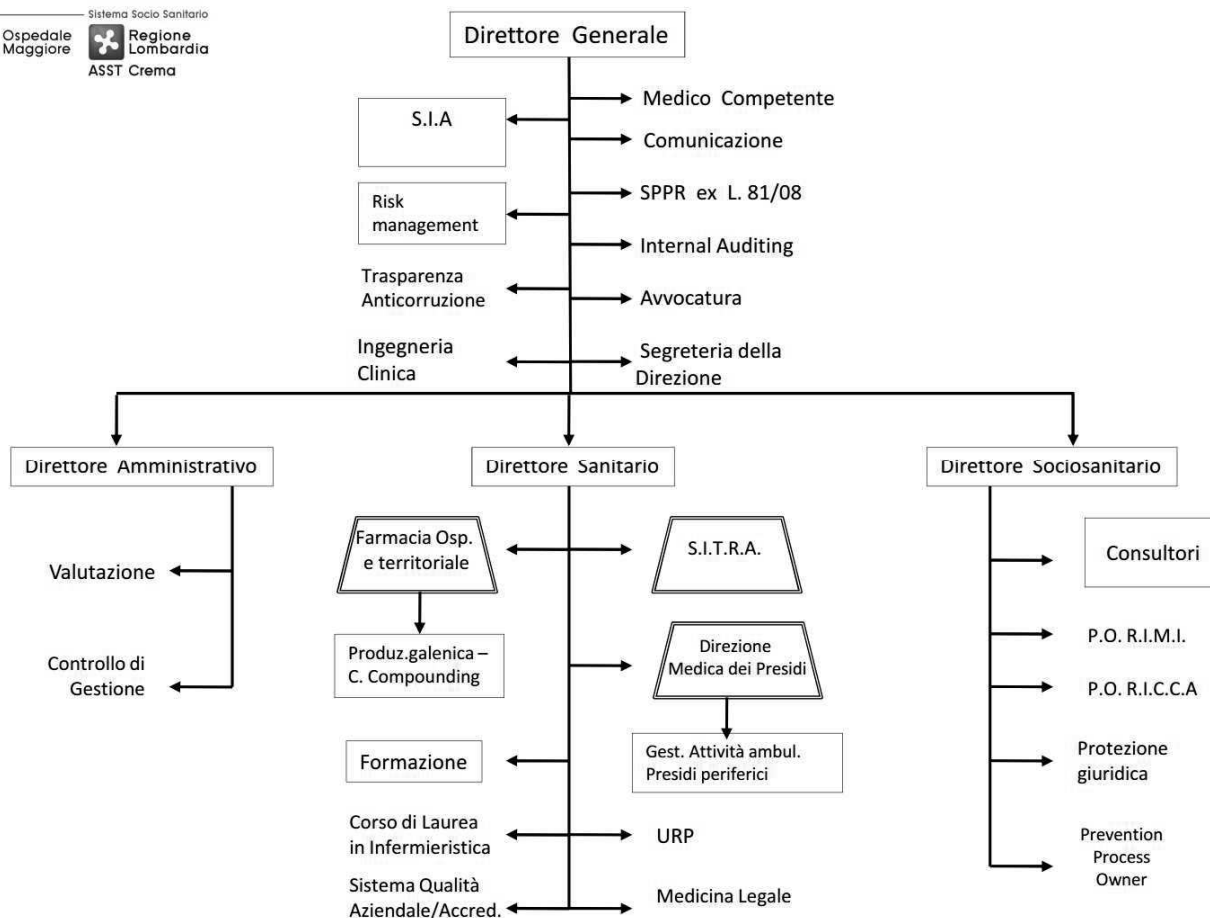 Sistema Socio Sanitario
Ospedale
Maggiore
Regione
Lombardia
ASST Crema
Direttore Generale
Medico Competente
S.I.A
Comunicazione
SPPR ex L. 81/08
Risk
management
Internal Auditing
Trasparenza
Anticorruzione
Avvocatura
Ingegneria
Clinica
Segreteria della
Direzione
Direttore Amministrativo
Direttore Sanitario
Direttore Sociosanitario
Valutazione
Controllo di
Gestione
Farmacia Osp.
e territoriale
S.I.T.R.A.
Produz.galenica –
C. Compounding
Direzione
Medica dei Presidi
Gest. Attività ambul.
Presidi periferici
Formazione
Corso di Laurea
in Infermieristica
URP
Sistema Qualità
Aziendale/Accred.
Medicina Legale
Consultori
P.O. R.I.M.I.
P.O. R.I.C.C.A
Protezione
giuridica
Prevention
Process
Owner